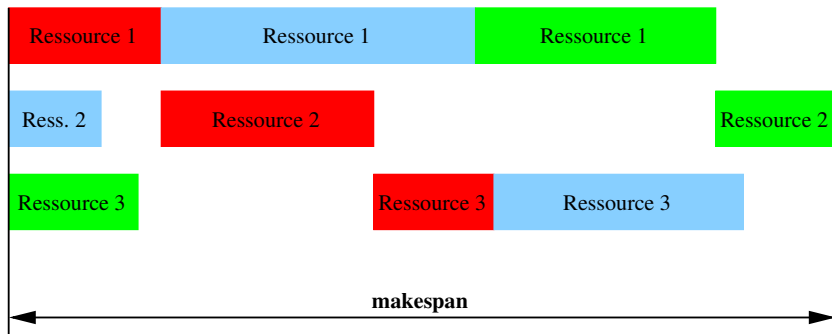 Ressource 1 Ressource 1 Ressource 1
Ress. 2 Ressource 2 Ressource 2
Ressource 3 Ressource 3 Ressource 3
makespan